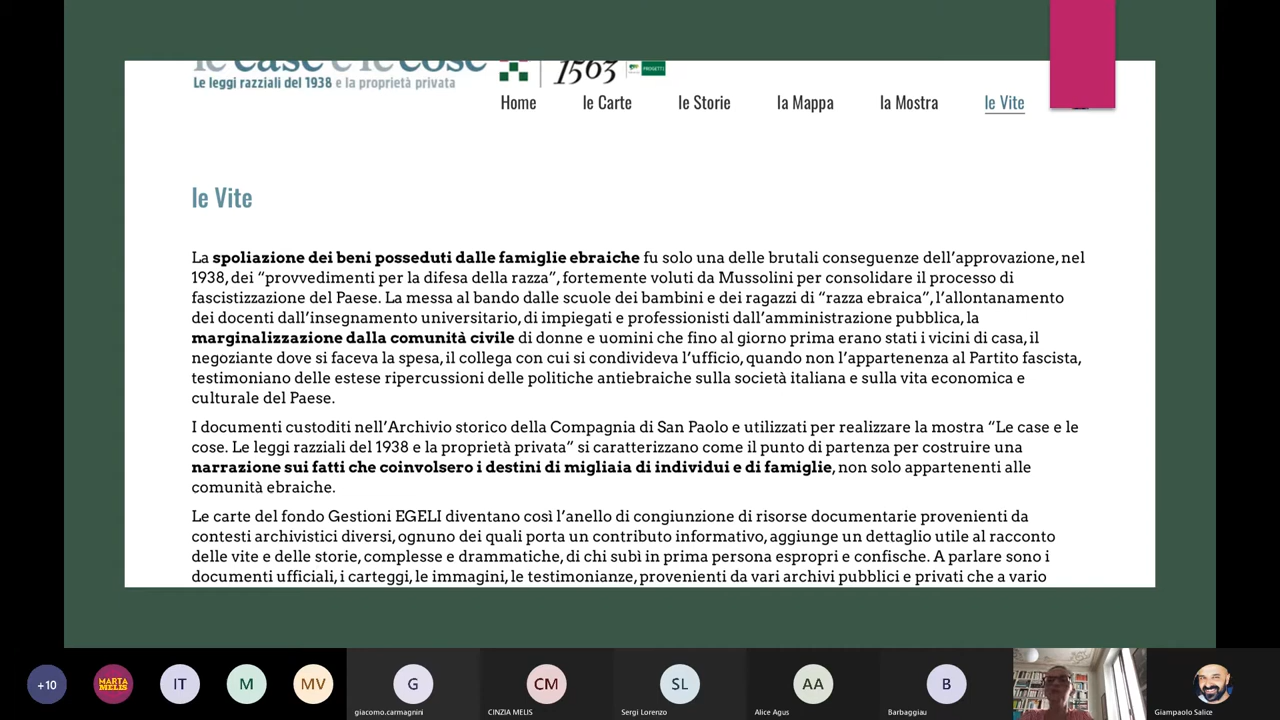 le case e le cose
Le leggi razziali del 1938 e la proprietà privata
1563
PROGETTI
Home le Carte le Storie la Mappa la Mostra le Vite
le Vite
La spoliazione dei beni posseduti dalle famiglie ebraiche fu solo una delle brutali conseguenze dell’approvazione, nel
1938, dei “provvedimenti per la difesa della razza”, fortemente voluti da Mussolini per consolidare il processo di
fascistizzazione del Paese. La messa al bando dalle scuole dei bambini e dei ragazzi di “razza ebraica”, l’allontanamento
dei docenti dall’insegnamento universitario, di impiegati e professionisti dall’amministrazione pubblica, la
marginalizzazione dalla comunità civile di donne e uomini che fino al giorno prima erano stati i vicini di casa, il
negoziante dove si faceva la spesa, il collega con cui si condivideva l’ufficio, quando non l’appartenenza al Partito fascista,
testimoniano delle estese ripercussioni delle politiche antiebraiche sulla società italiana e sulla vita economica e
culturale del Paese.
I documenti custoditi nell’Archivio storico della Compagnia di San Paolo e utilizzati per realizzare la mostra “Le case e le
cose. Le leggi razziali del 1938 e la proprietà privata” si caratterizzano come il punto di partenza per costruire una
narrazione sui fatti che coinvolsero i destini di migliaia di individui e di famiglie, non solo appartenenti alle
comunità ebraiche.
Le carte del fondo Gestioni EGELI diventano così l’anello di congiunzione di risorse documentarie provenienti da
contesti archivistici diversi, ognuno dei quali porta un contributo informativo, aggiunge un dettaglio utile al racconto
delle vite e delle storie, complesse e drammatiche, di chi subì in prima persona espropri e confische. A parlare sono i
documenti ufficiali, i carteggi, le immagini, le testimonianze, provenienti da vari archivi pubblici e privati che a vario
+10 MARTA MELIS IT M MV G CM SL AA B
giacomo.carmagnini CINZIA MELIS Sergi Lorenzo Alice Agus Barbaggiau Giampaolo Salice